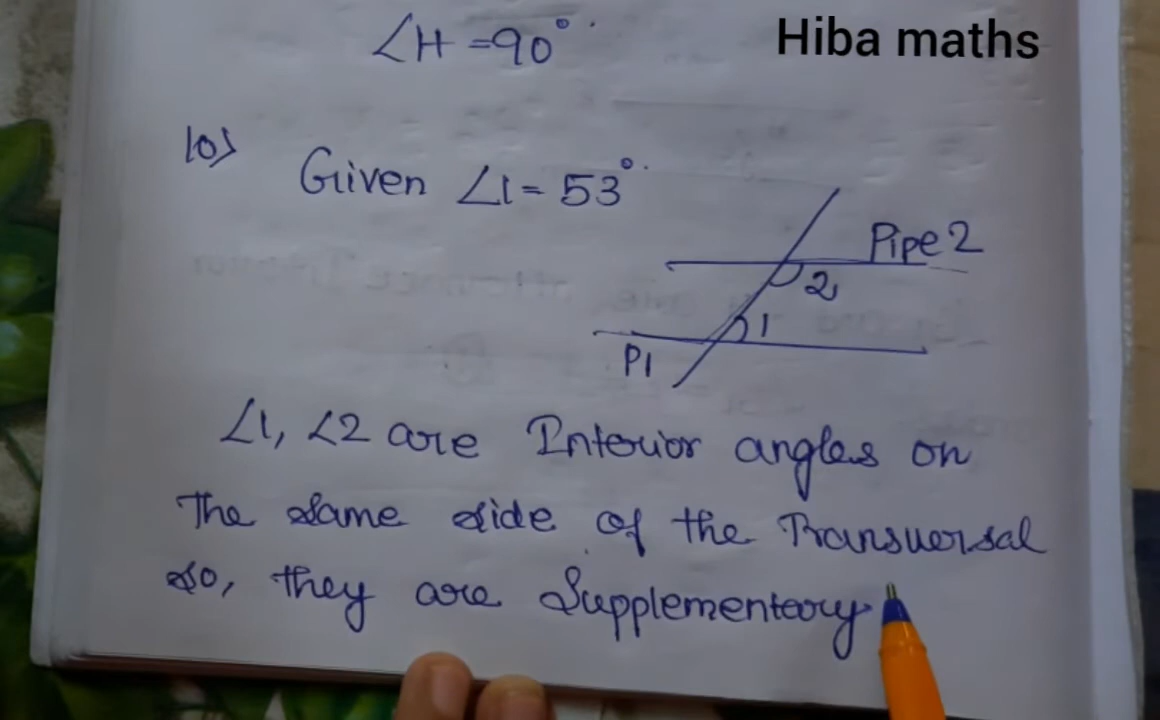 ∠H =90°
Hiba maths
10)
Given ∠1= 53°
Pipe 2
2
1
P1
∠1, ∠2 are Interior angles on
The same side of the Transversal
so, they are Supplementary